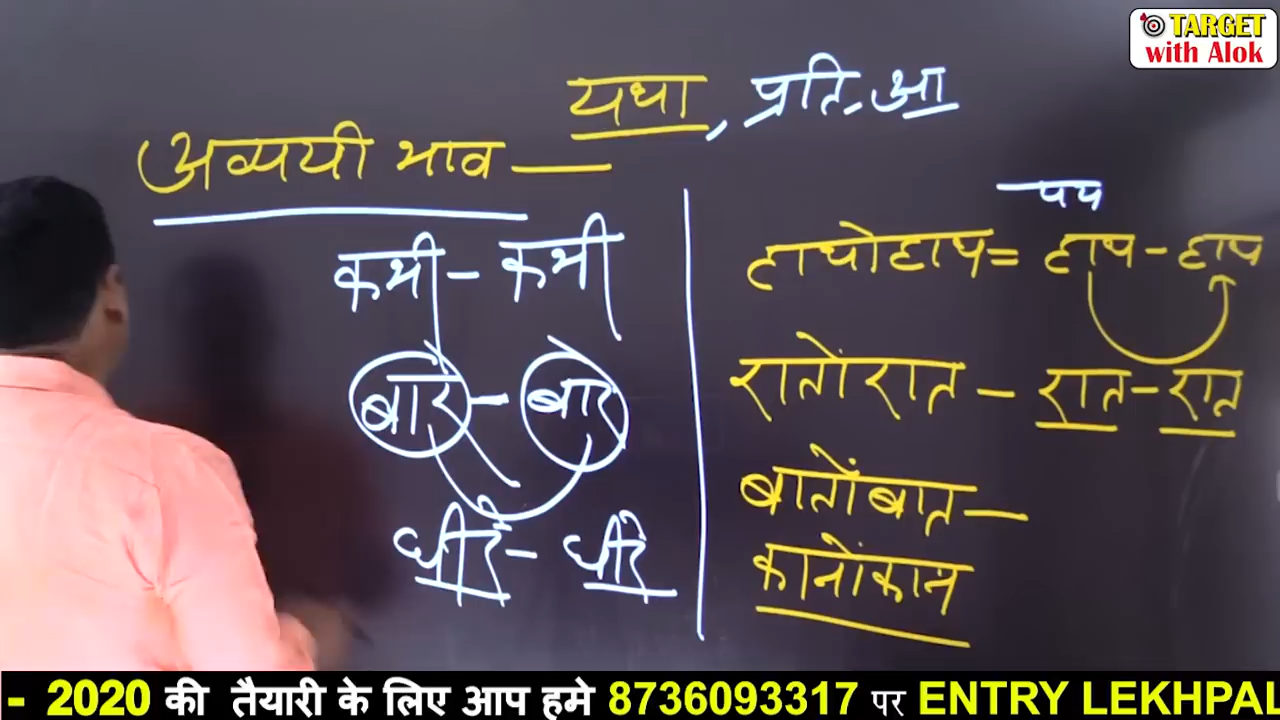 TARGET
with Alok
यथा, प्रति, आ
अव्ययी भाव —
कभी - कभी
बारं - बार
धीरे - धीरे
हाथोहाथ = हाथ - हाथ
रातोंरात - रात - रात
बातोंबात —
कानोंकान
- 2020 की तैयारी के लिए आप हमे 8736093317 पर ENTRY LEKHPAL